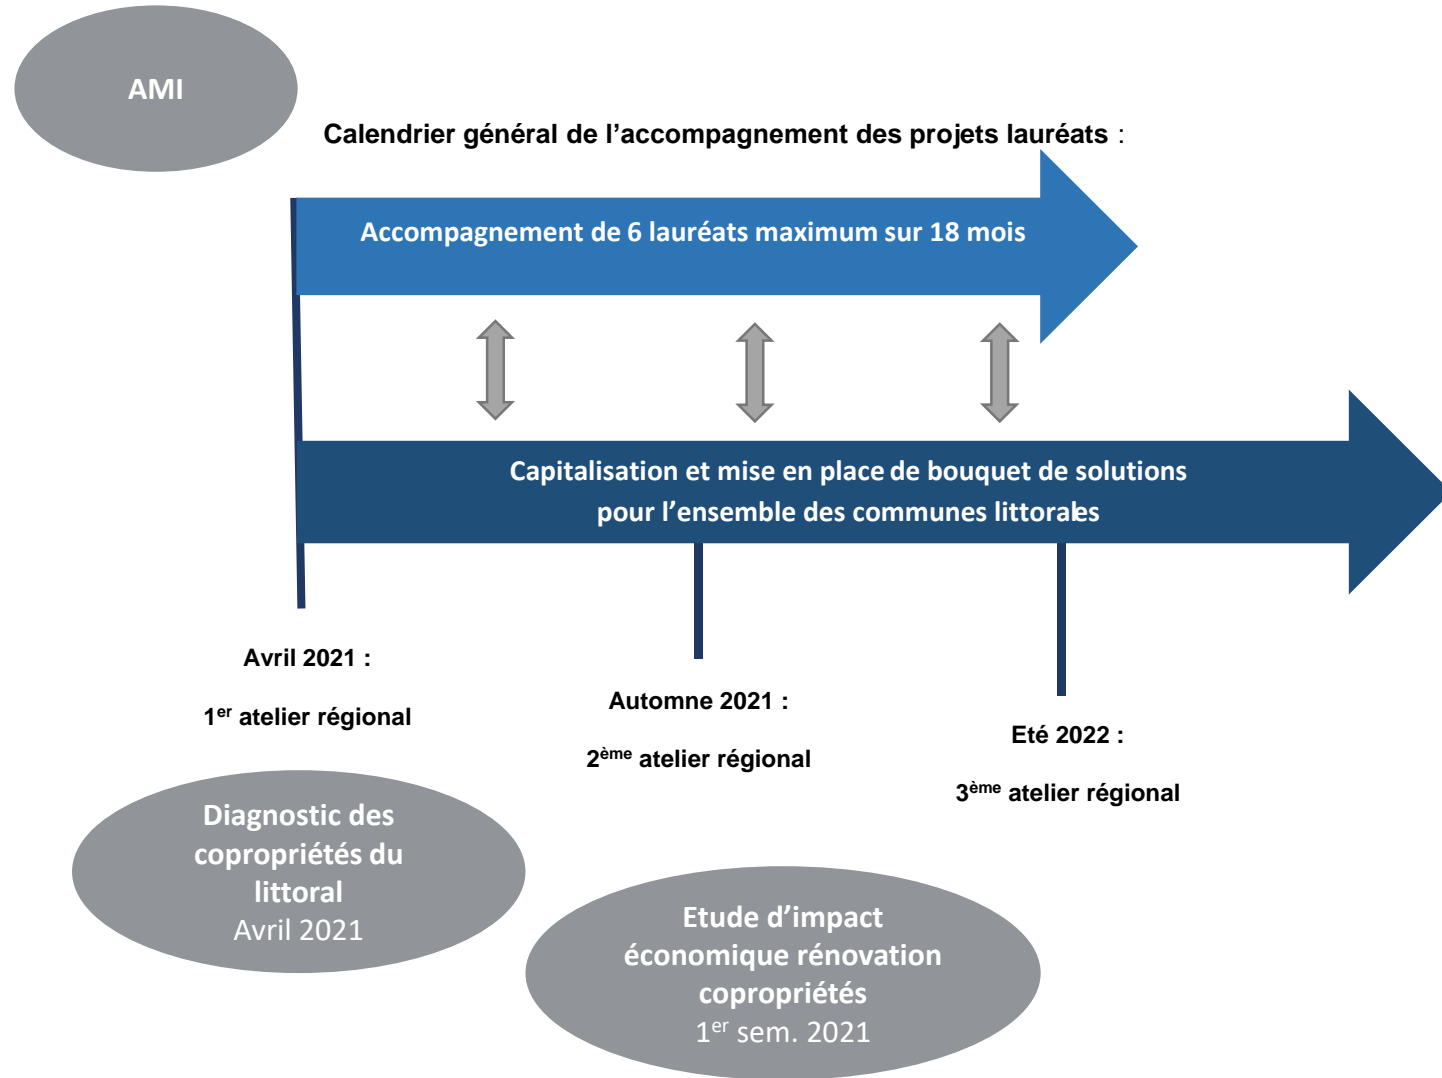 AMI
Calendrier général de l’accompagnement des projets lauréats :
Accompagnement de 6 lauréats maximum sur 18 mois
Capitalisation et mise en place de bouquet de solutions
pour l’ensemble des communes littorales
Avril 2021 :
1er atelier régional
Automne 2021 :
2ème atelier régional
Eté 2022 :
3ème atelier régional
Diagnostic des
copropriétés du
littoral
Avril 2021
Etude d’impact
économique rénovation
copropriétés
1er sem. 2021